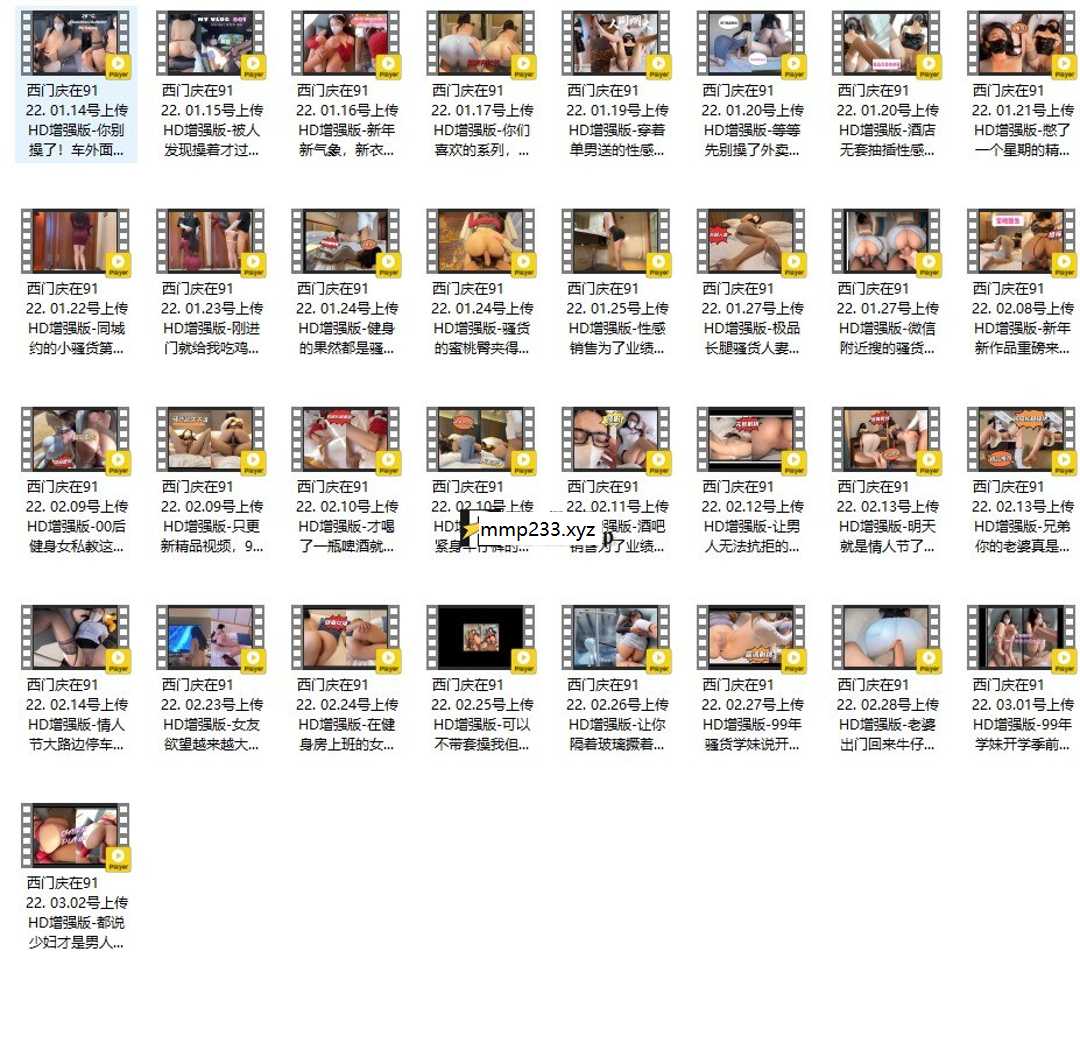 西门庆在91
22. 01.14号上传
HD增强版-你别
操了！车外面...
西门庆在91
22. 01.15号上传
HD增强版-被人
发现操着才过...
西门庆在91
22. 01.16号上传
HD增强版-新年
新气象，新衣...
西门庆在91
22. 01.17号上传
HD增强版-你们
喜欢的系列，...
西门庆在91
22. 01.19号上传
HD增强版-穿着
单男送的性感...
西门庆在91
22. 01.20号上传
HD增强版-等等
先别操了外卖...
西门庆在91
22. 01.20号上传
HD增强版-酒店
无套抽插性感...
西门庆在91
22. 01.21号上传
HD增强版-憋了
一个星期的精...
西门庆在91
22. 01.22号上传
HD增强版-同城
约的小骚货第...
西门庆在91
22. 01.23号上传
HD增强版-刚进
门就给我吃鸡...
西门庆在91
22. 01.24号上传
HD增强版-健身
的果然都是骚...
西门庆在91
22. 01.24号上传
HD增强版-骚货
的蜜桃臀夹得...
西门庆在91
22. 01.25号上传
HD增强版-性感
销售为了业绩...
西门庆在91
22. 01.27号上传
HD增强版-极品
长腿骚货人妻...
西门庆在91
22. 01.27号上传
HD增强版-微信
附近搜的骚货...
西门庆在91
22. 02.08号上传
HD增强版-新年
新作品重磅来...
西门庆在91
22. 02.09号上传
HD增强版-00后
健身女私教这...
西门庆在91
22. 02.09号上传
HD增强版-只更
新精品视频，9...
西门庆在91
22. 02.10号上传
HD增强版-才喝
了一瓶啤酒就...
西门庆在91
22. 02.10号上传
紧身牛仔裤的...
西门庆在91
22. 02.11号上传
强版-酒吧
销售为了业绩...
mmp233.xyz
西门庆在91
22. 02.12号上传
HD增强版-让男
人无法抗拒的...
西门庆在91
22. 02.13号上传
HD增强版-明天
就是情人节了...
西门庆在91
22. 02.13号上传
HD增强版-兄弟
你的老婆真是...
西门庆在91
22. 02.14号上传
HD增强版-情人
节大路边停车...
西门庆在91
22. 02.23号上传
HD增强版-女友
欲望越来越大...
西门庆在91
22. 02.24号上传
HD增强版-在健
身房上班的女...
西门庆在91
22. 02.25号上传
HD增强版-可以
不带套操我但...
西门庆在91
22. 02.26号上传
HD增强版-让你
隔着玻璃撅着...
西门庆在91
22. 02.27号上传
HD增强版-99年
骚货学妹说开...
西门庆在91
22. 02.28号上传
HD增强版-老婆
出门回来牛仔...
西门庆在91
22. 03.01号上传
HD增强版-99年
学妹开学季前...
西门庆在91
22. 03.02号上传
HD增强版-都说
少妇才是男人...